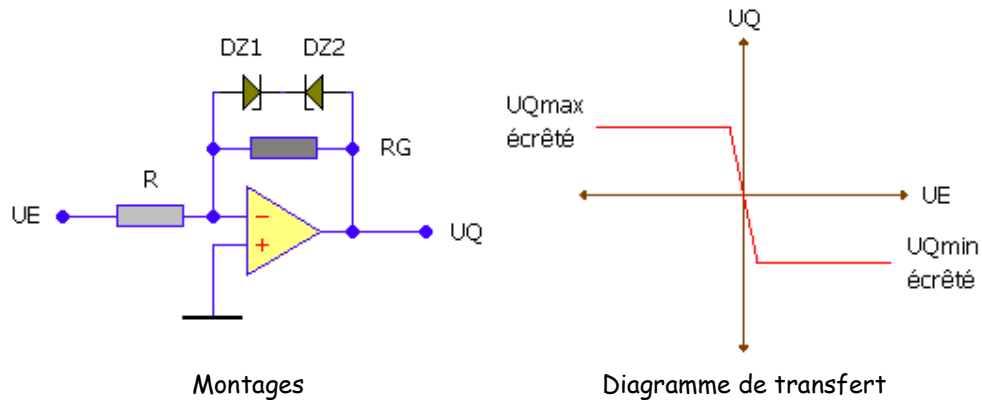 DZ1 DZ2
RG
R
UE
−
+
UQ
Montages
UQ
UQmax
écrêté
UE
UQmin
écrêté
Diagramme de transfert